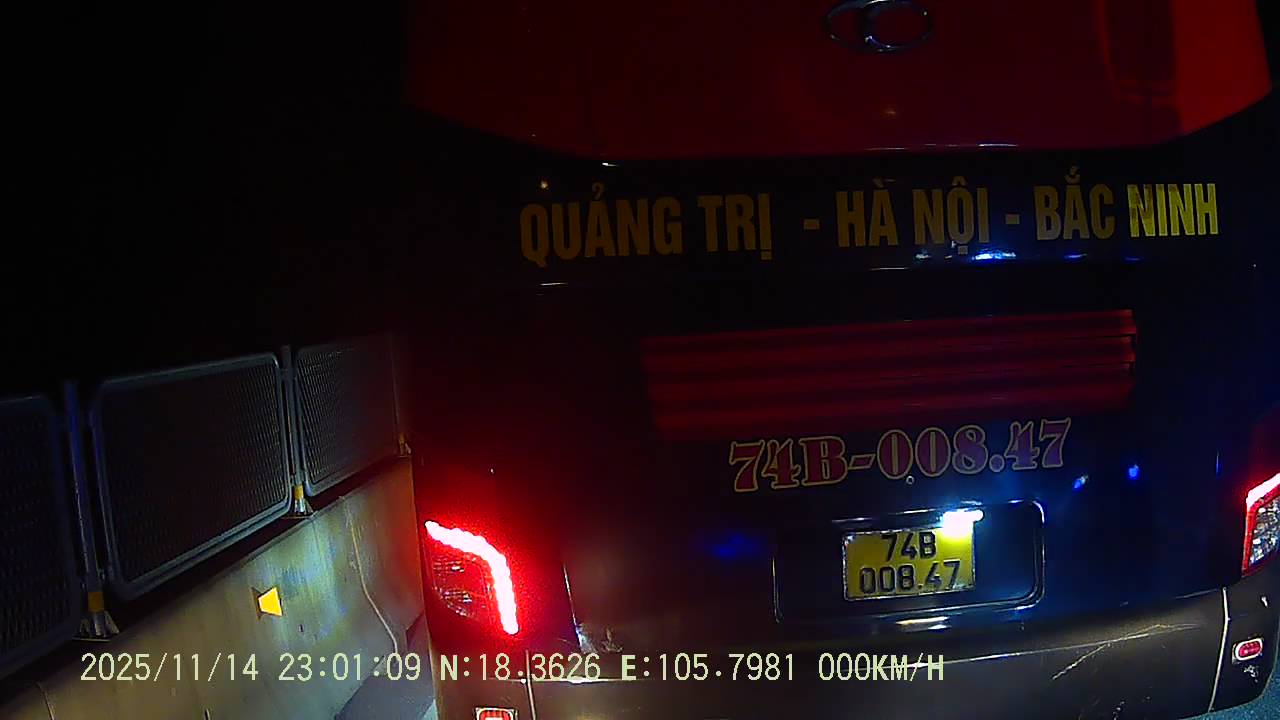 QUẢNG TRỊ - HÀ NỘI - BẮC NINH
74B-008.47
74B
008.47
2025/11/14 23:01:09 N:18.3626 E:105.7981 000KM/H